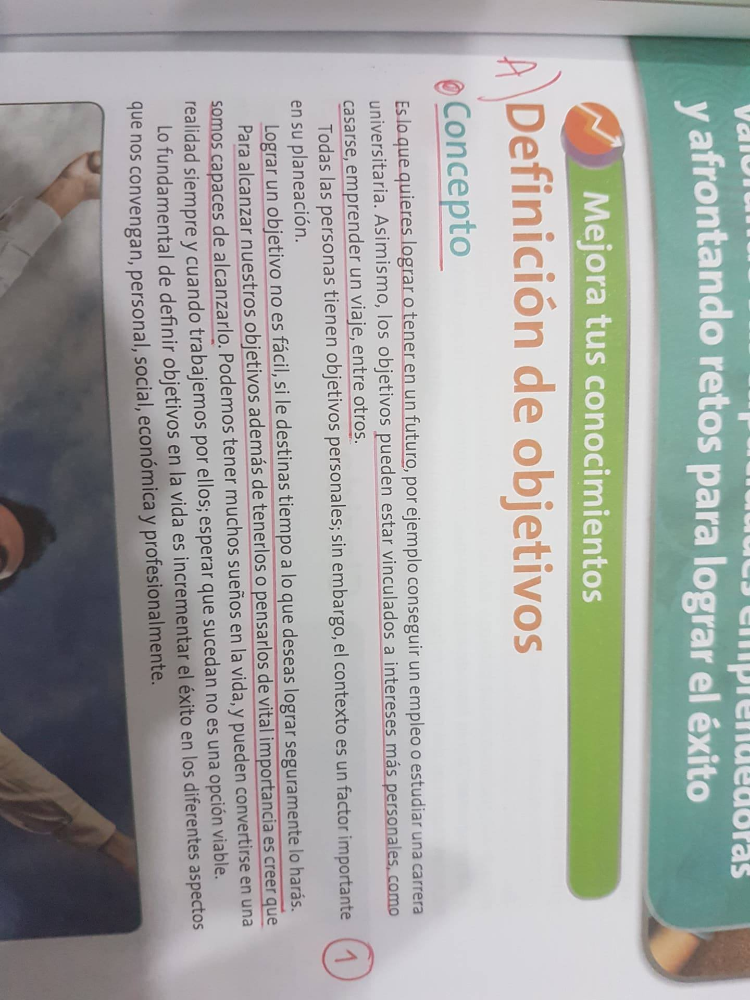 y afrontando retos para lograr el éxito
Mejora tus conocimientos
A) Definición de objetivos
Concepto
Es lo que quieres lograr o tener en un futuro, por ejemplo conseguir un empleo o estudiar una carrera
universitaria. Asimismo, los objetivos pueden estar vinculados a intereses más personales, como
casarse, emprender un viaje, entre otros.
Todas las personas tienen objetivos personales; sin embargo, el contexto es un factor importante
en su planeación.
1
Lograr un objetivo no es fácil, si le destinas tiempo a lo que deseas lograr seguramente lo harás.
Para alcanzar nuestros objetivos además de tenerlos o pensarlos de vital importancia es creer que
somos capaces de alcanzarlo. Podemos tener muchos sueños en la vida, y pueden convertirse en una
realidad siempre y cuando trabajemos por ellos; esperar que sucedan no es una opción viable.
Lo fundamental de definir objetivos en la vida es incrementar el éxito en los diferentes aspectos
que nos convengan, personal, social, económica y profesionalmente.